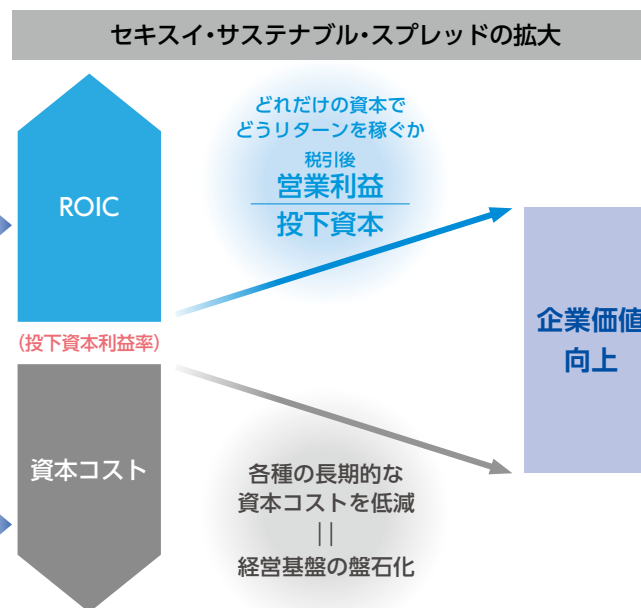 セキスイ・サステナブル・スプレッドの拡大
ROIC
(投下資本利益率)
資本コスト
どれだけの資本で
どうリターンを稼ぐか
税引後
営業利益
投下資本
各種の長期的な
資本コストを低減
||
経営基盤の盤石化
企業価値
向上